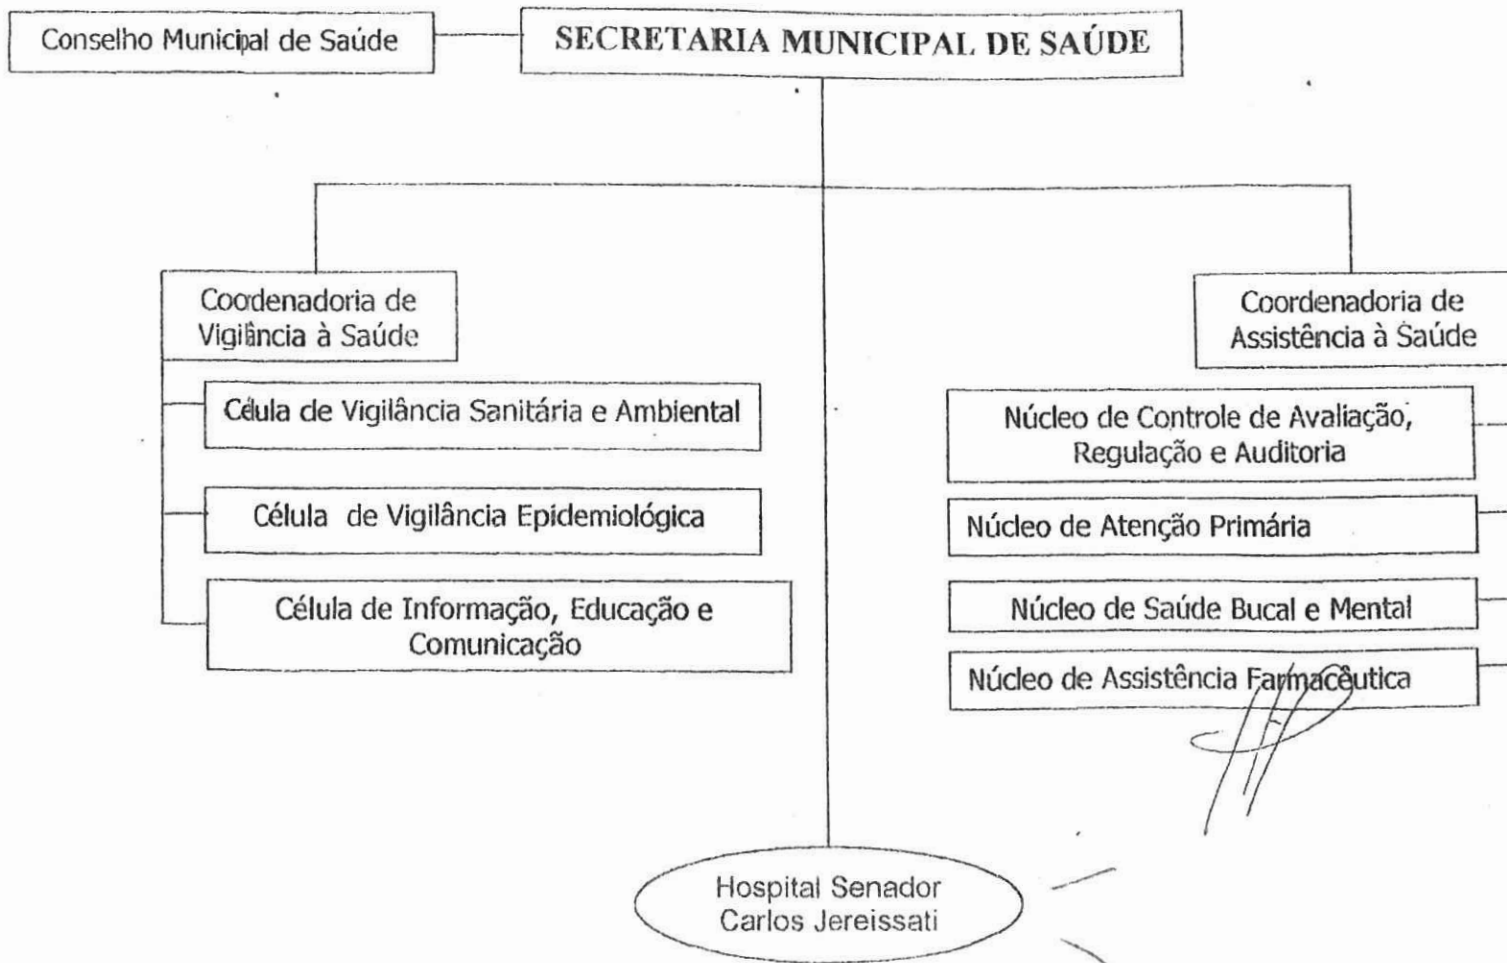 Conselho Municipal de Saúde
SECRETARIA MUNICIPAL DE SAÚDE
Coordenadoria de
Vigilância à Saúde
Célula de Vigilância Sanitária e Ambiental
Célula de Vigilância Epidemiológica
Célula de Informação, Educação e
Comunicação
Coordenadoria de
Assistência à Saúde
Núcleo de Controle de Avaliação,
Regulação e Auditoria
Núcleo de Atenção Primária
Núcleo de Saúde Bucal e Mental
Núcleo de Assistência Farmacêutica
Hospital Senador
Carlos Jereissati